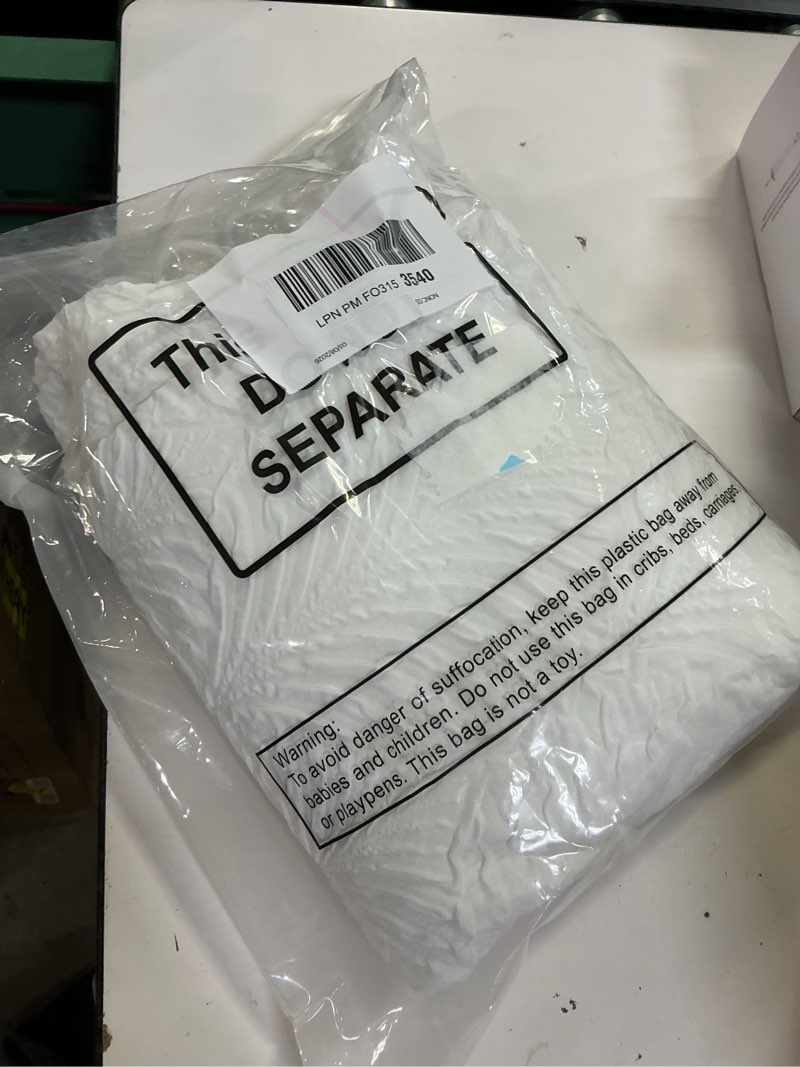 LPN PM FO315 3540
This
SEPARATE
Warning:
To avoid danger of suffocation, keep this plastic bag away from
babies and children. Do not use this bag in cribs, beds, carriages
or playpens. This bag is not a toy.